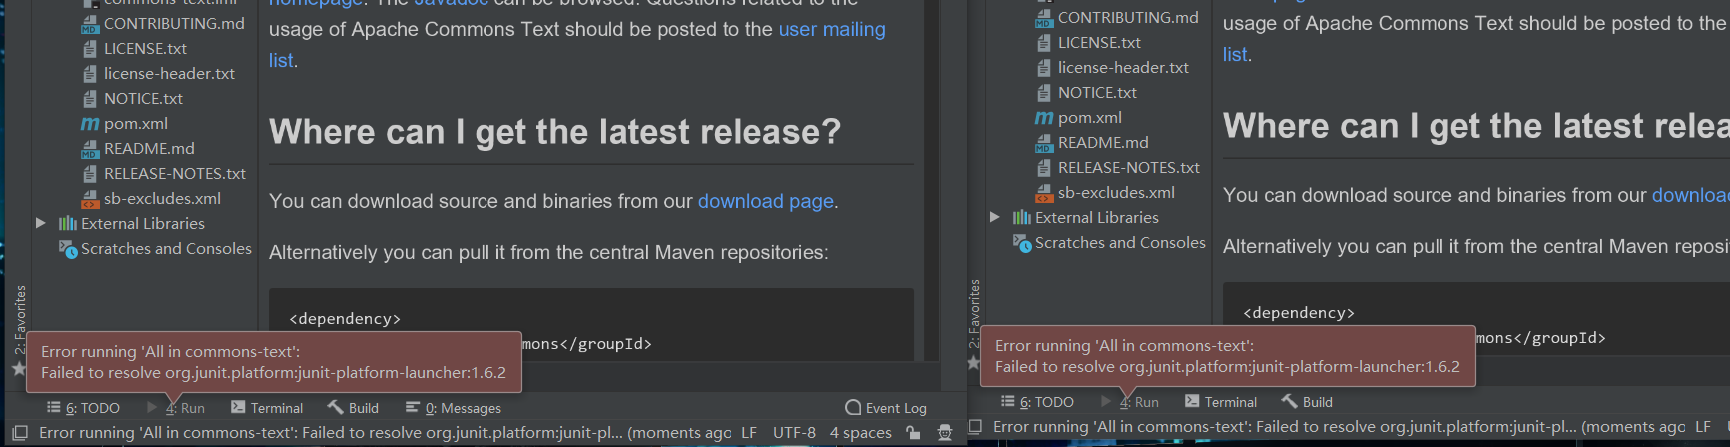 commons-text.iml
CONTRIBUTING.md
LICENSE.txt
license-header.txt
NOTICE.txt
pom.xml
README.md
RELEASE-NOTES.txt
sb-excludes.xml
External Libraries
Scratches and Consoles
2: Favorites
homepage. The Javadoc can be browsed. Questions related to the
usage of Apache Commons Text should be posted to the user mailing
list.
Where can I get the latest release?
You can download source and binaries from our download page.
Alternatively you can pull it from the central Maven repositories:
<dependency>
mons</groupId>
Error running 'All in commons-text':
Failed to resolve org.junit.platform:junit-platform-launcher:1.6.2
6: TODO 4: Run Terminal Build 0: Messages Event Log
Error running 'All in commons-text': Failed to resolve org.junit.platform:junit-pl... (moments agc LF UTF-8 4 spaces
CONTRIBUTING.md
LICENSE.txt
license-header.txt
NOTICE.txt
pom.xml
README.md
RELEASE-NOTES.txt
sb-excludes.xml
External Libraries
Scratches and Consoles
2: Favorites
usage of Apache Commons Text should be posted to the
list.
Where can I get the latest relea
You can download source and binaries from our downloa
Alternatively you can pull it from the central Maven reposi
<dependency>
mons</groupId>
Error running 'All in commons-text':
Failed to resolve org.junit.platform:junit-platform-launcher:1.6.2
6: TODO 4: Run Terminal Build
Error running 'All in commons-text': Failed to resolve org.junit.platform:junit-pl... (moments agc LF